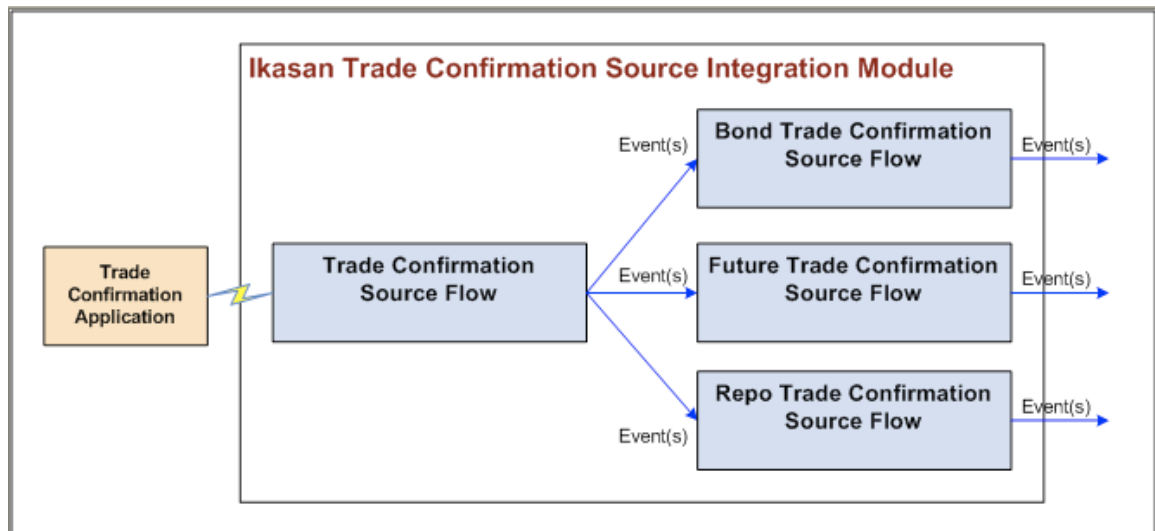 Ikasan Trade Confirmation Source Integration Module
Trade
Confirmation
Application
Trade Confirmation
Source Flow
Event(s)
Bond Trade Confirmation
Source Flow
Event(s)
Event(s)
Future Trade Confirmation
Source Flow
Event(s)
Event(s)
Repo Trade Confirmation
Source Flow
Event(s)